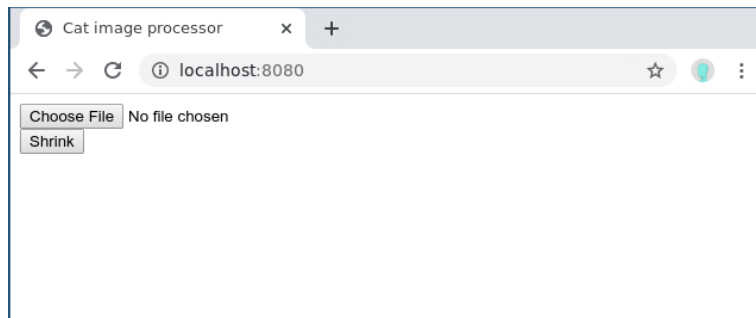 Cat image processor
localhost:8080
Choose File No file chosen
Shrink